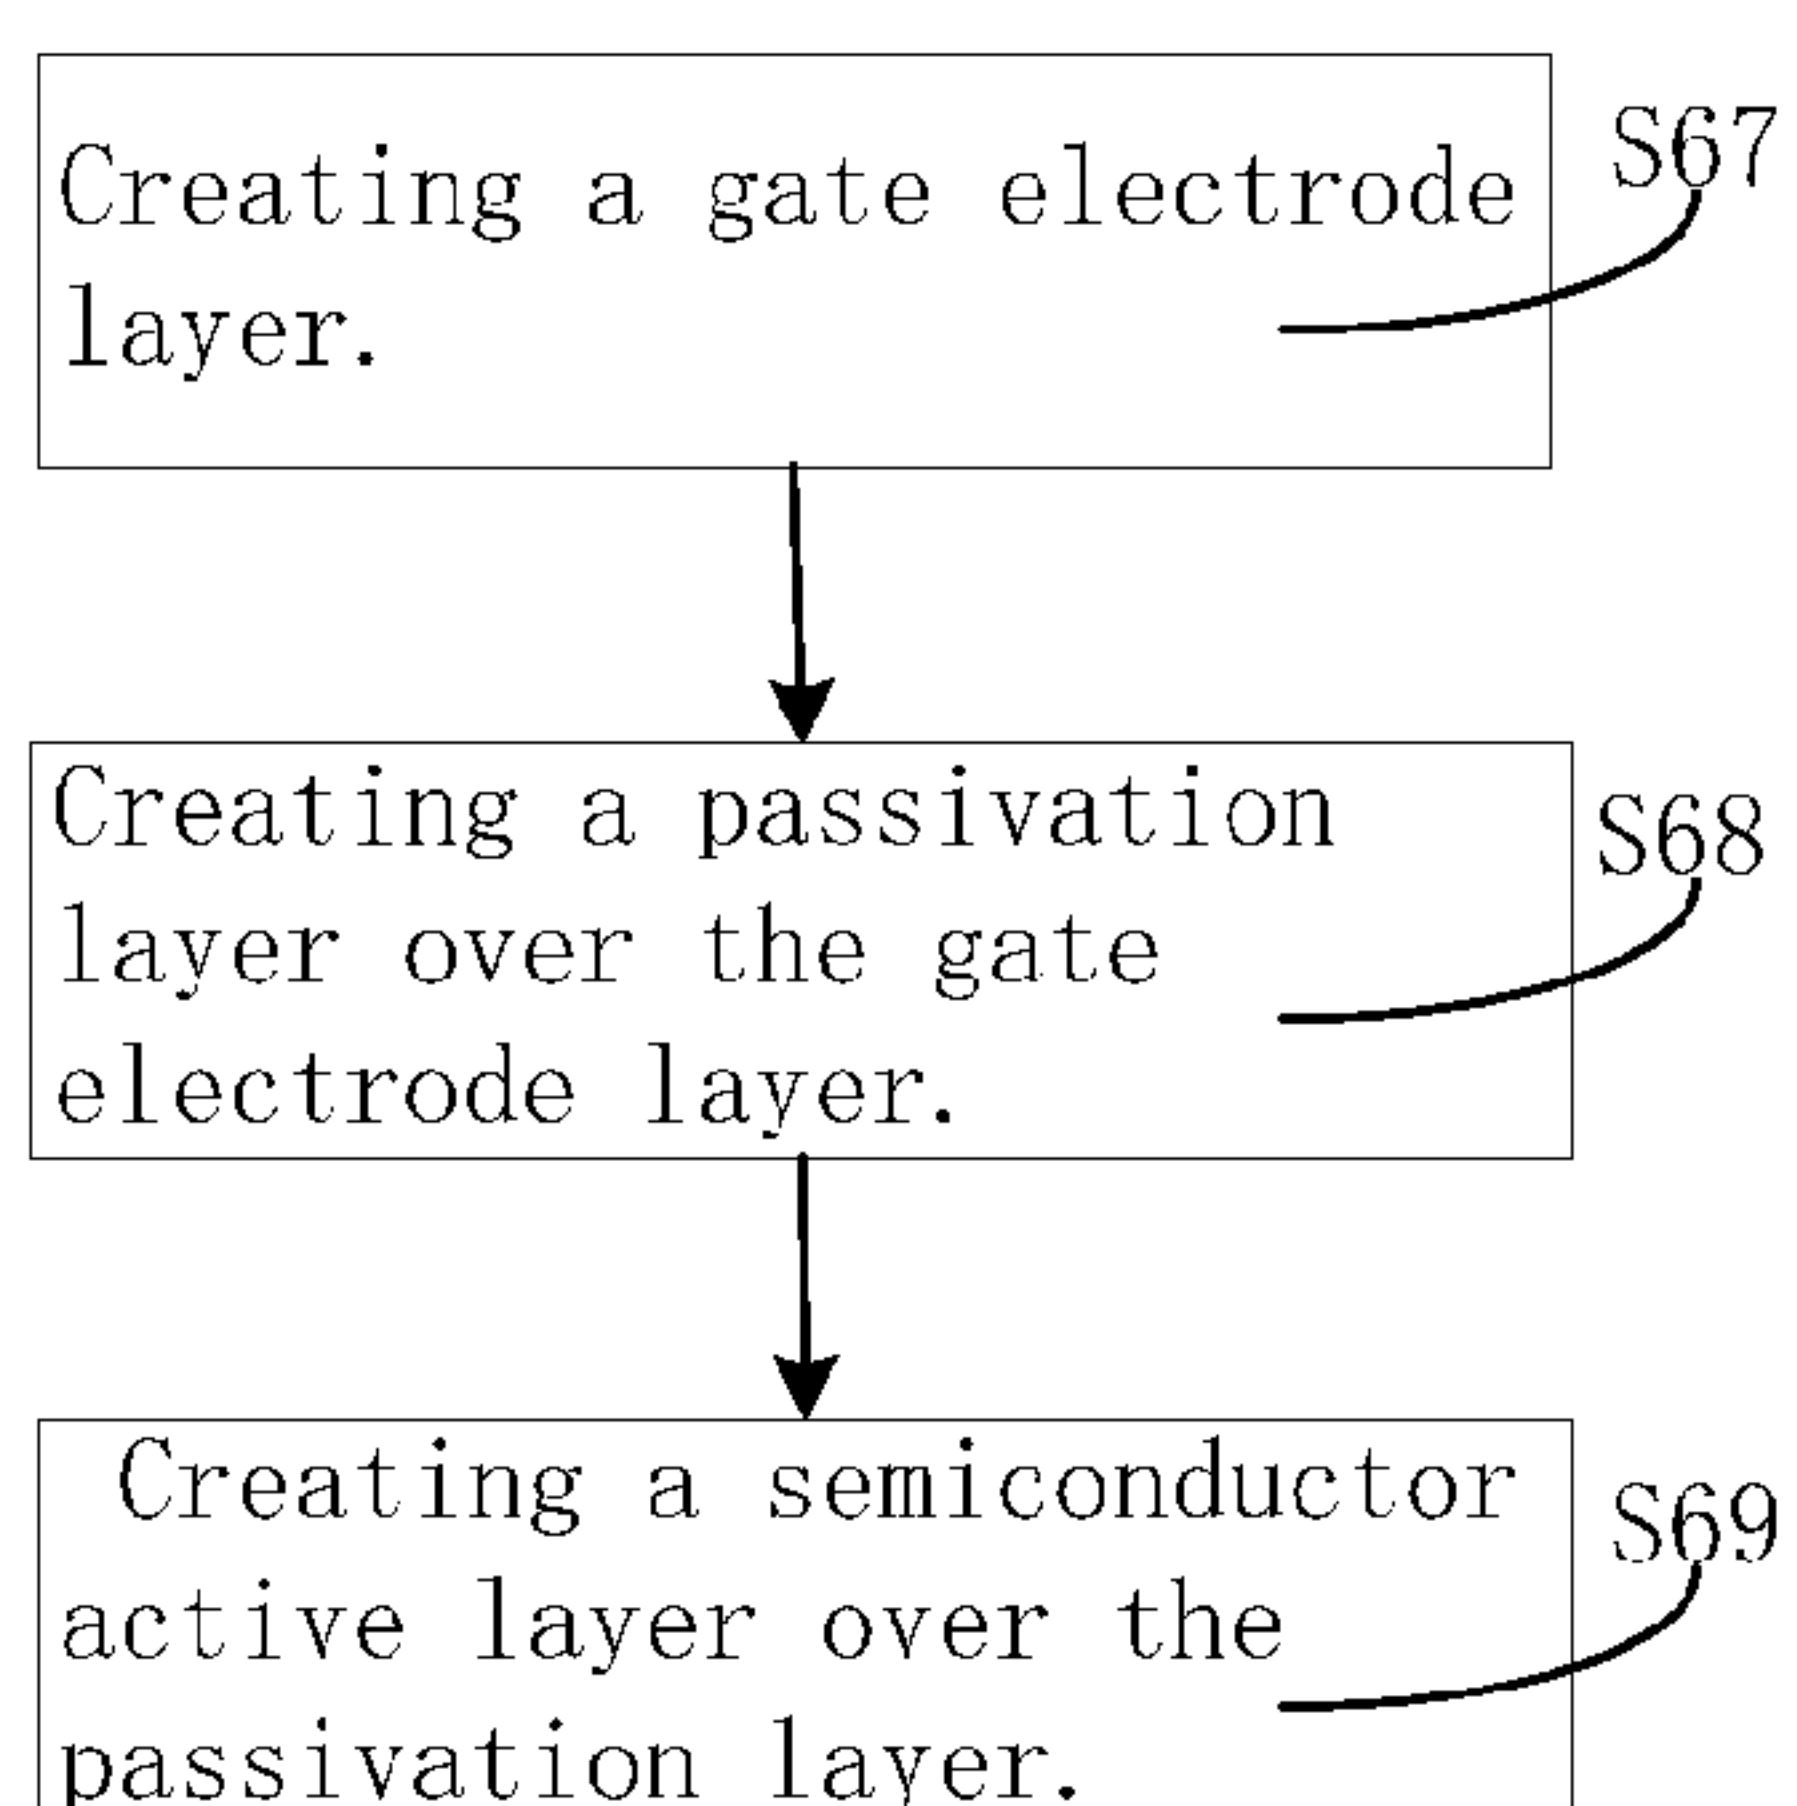 Creating a gate electrode
layer.
S67
Creating a passivation
layer over the gate
electrode layer.
S68
Creating a semiconductor
active layer over the
passivation layer.
S69